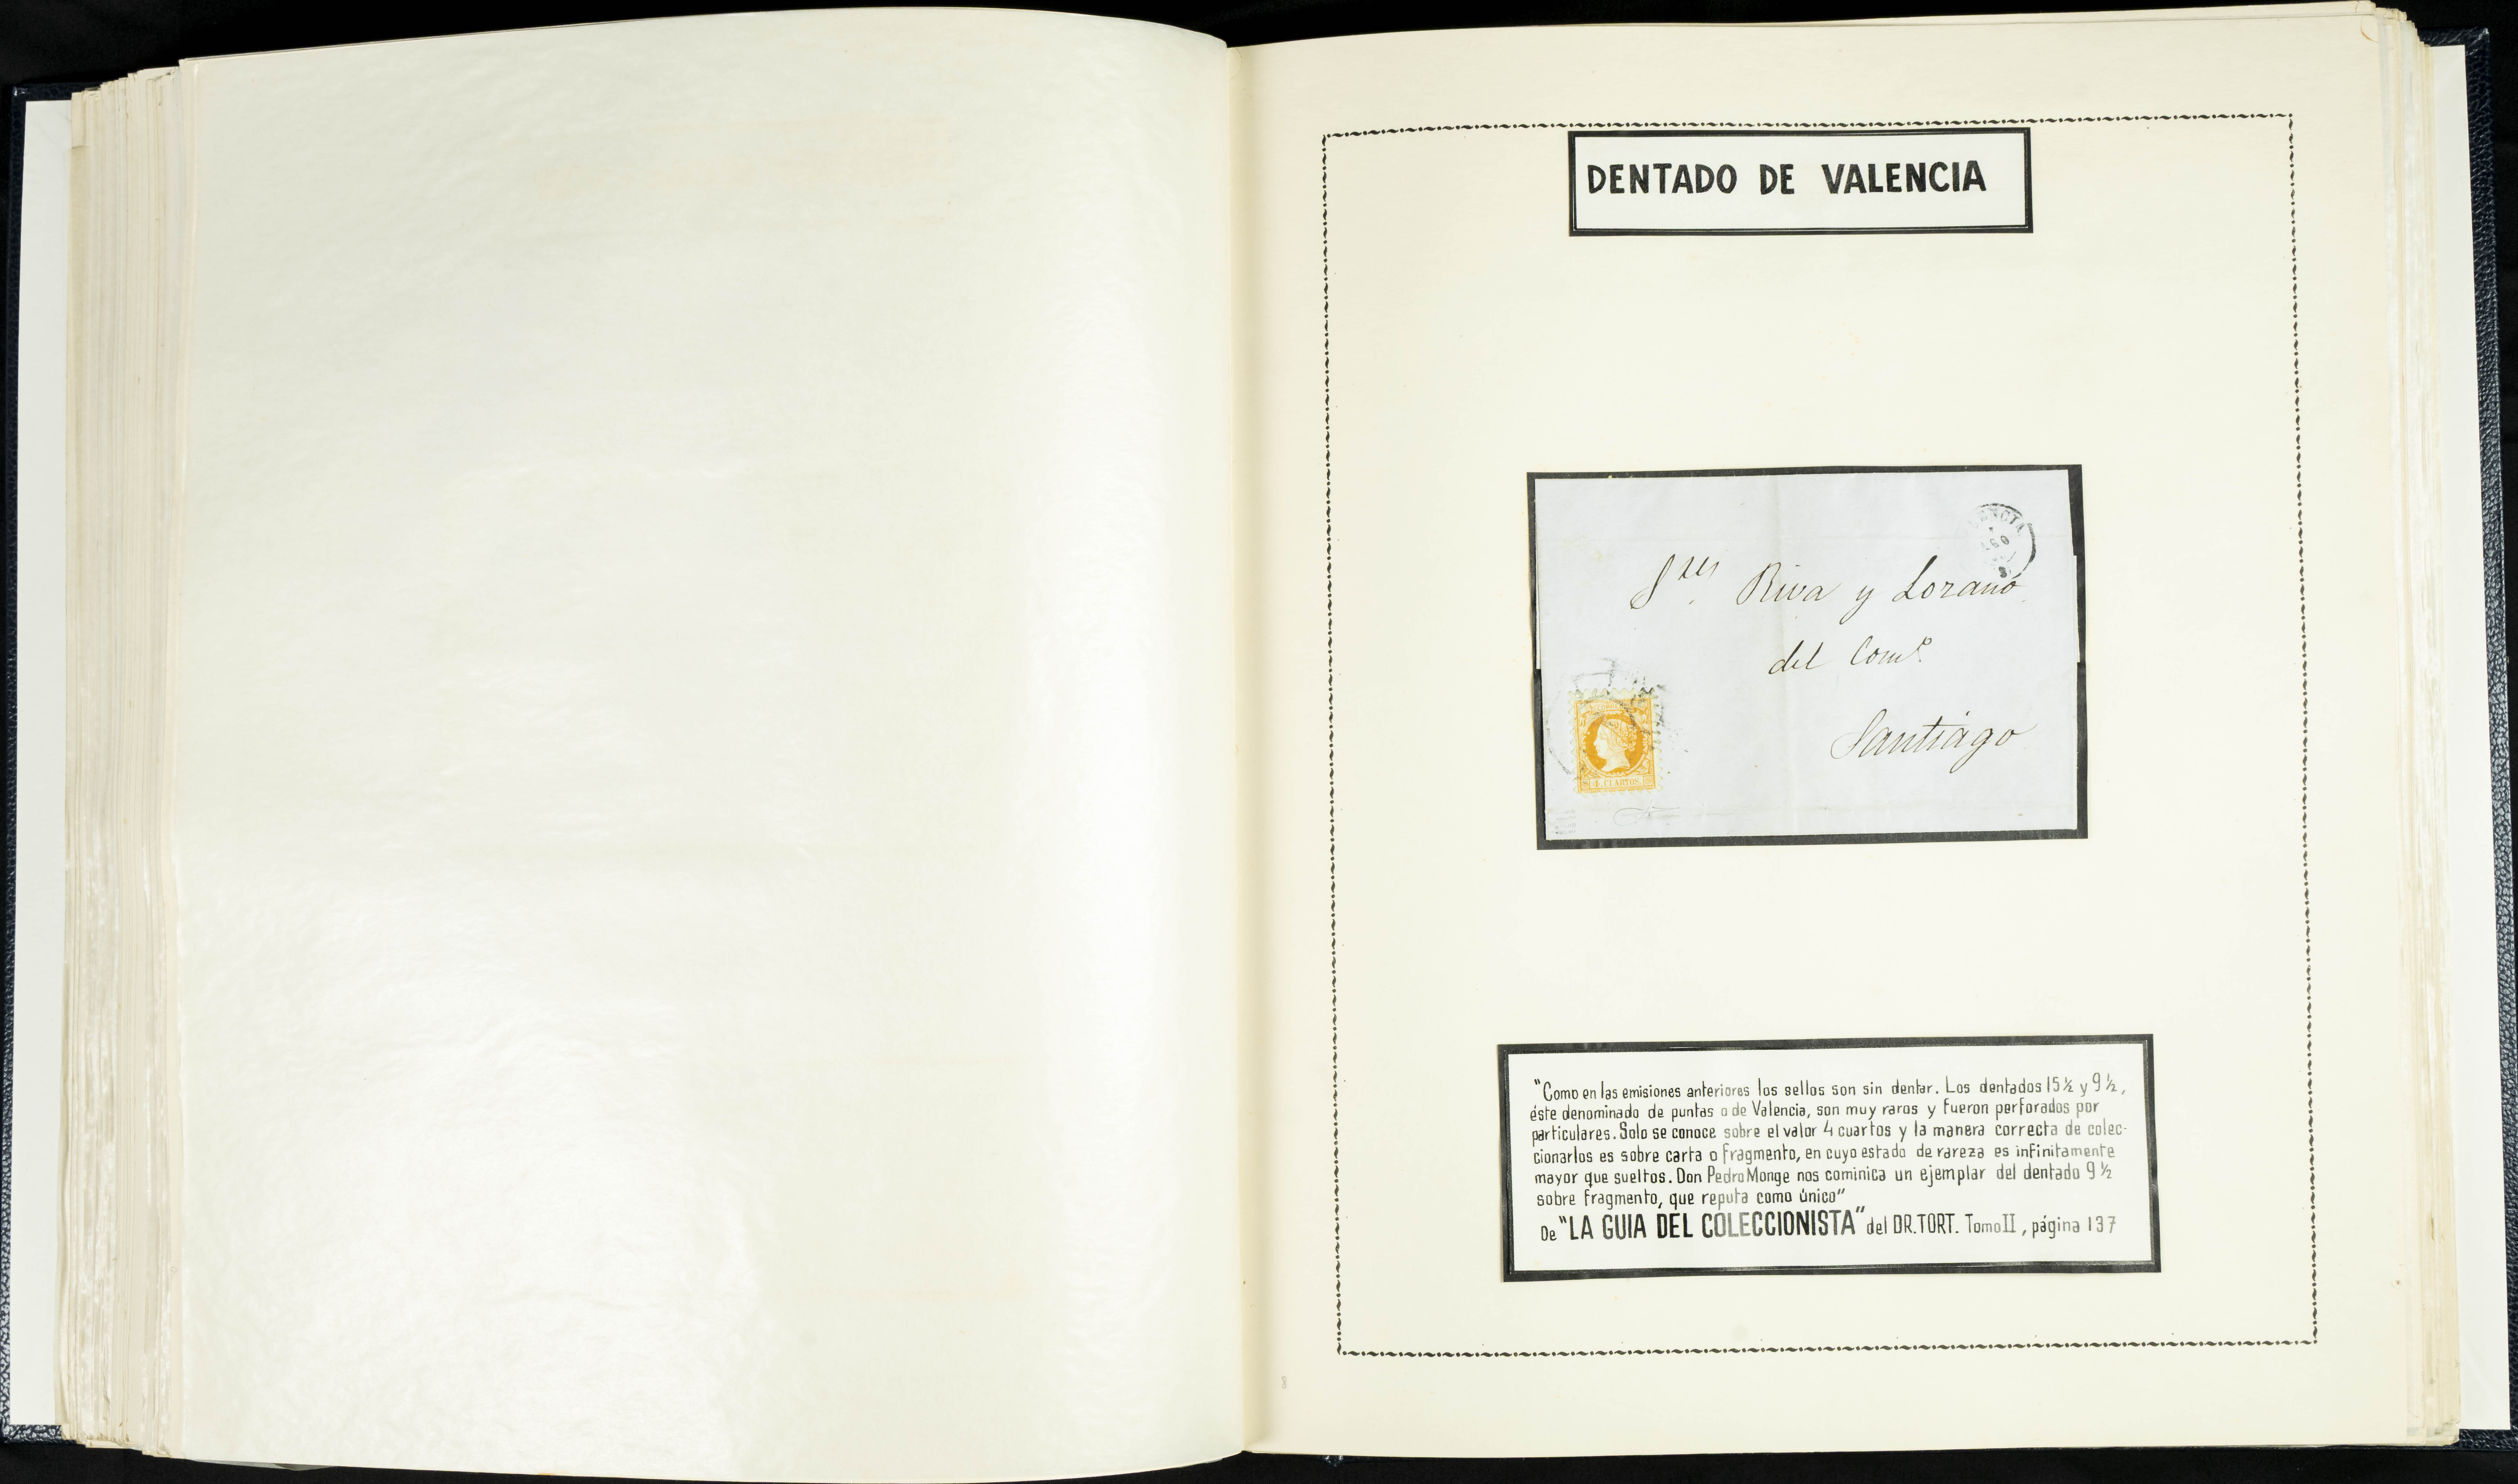 DENTADO DE VALENCIA
AGO
Sres Riva y Lozano
del Comº
Santiago
4 CUARTOS.
"Como en las emisiones anteriores los sellos son sin dentar. Los dentados 15½ y 9½,
éste denominado de puntas o de Valencia, son muy raros y fueron perforados por
particulares. Solo se conoce sobre el valor 4 cuartos y la manera correcta de colec-
cionarlos es sobre carta o fragmento, en cuyo estado de rareza es infinitamente
mayor que sueltos. Don Pedro Monge nos cominica un ejemplar del dentado 9½
sobre fragmento, que reputa como único"
De "LA GUIA DEL COLECCIONISTA" del DR.TORT. Tomo II, página 137
8